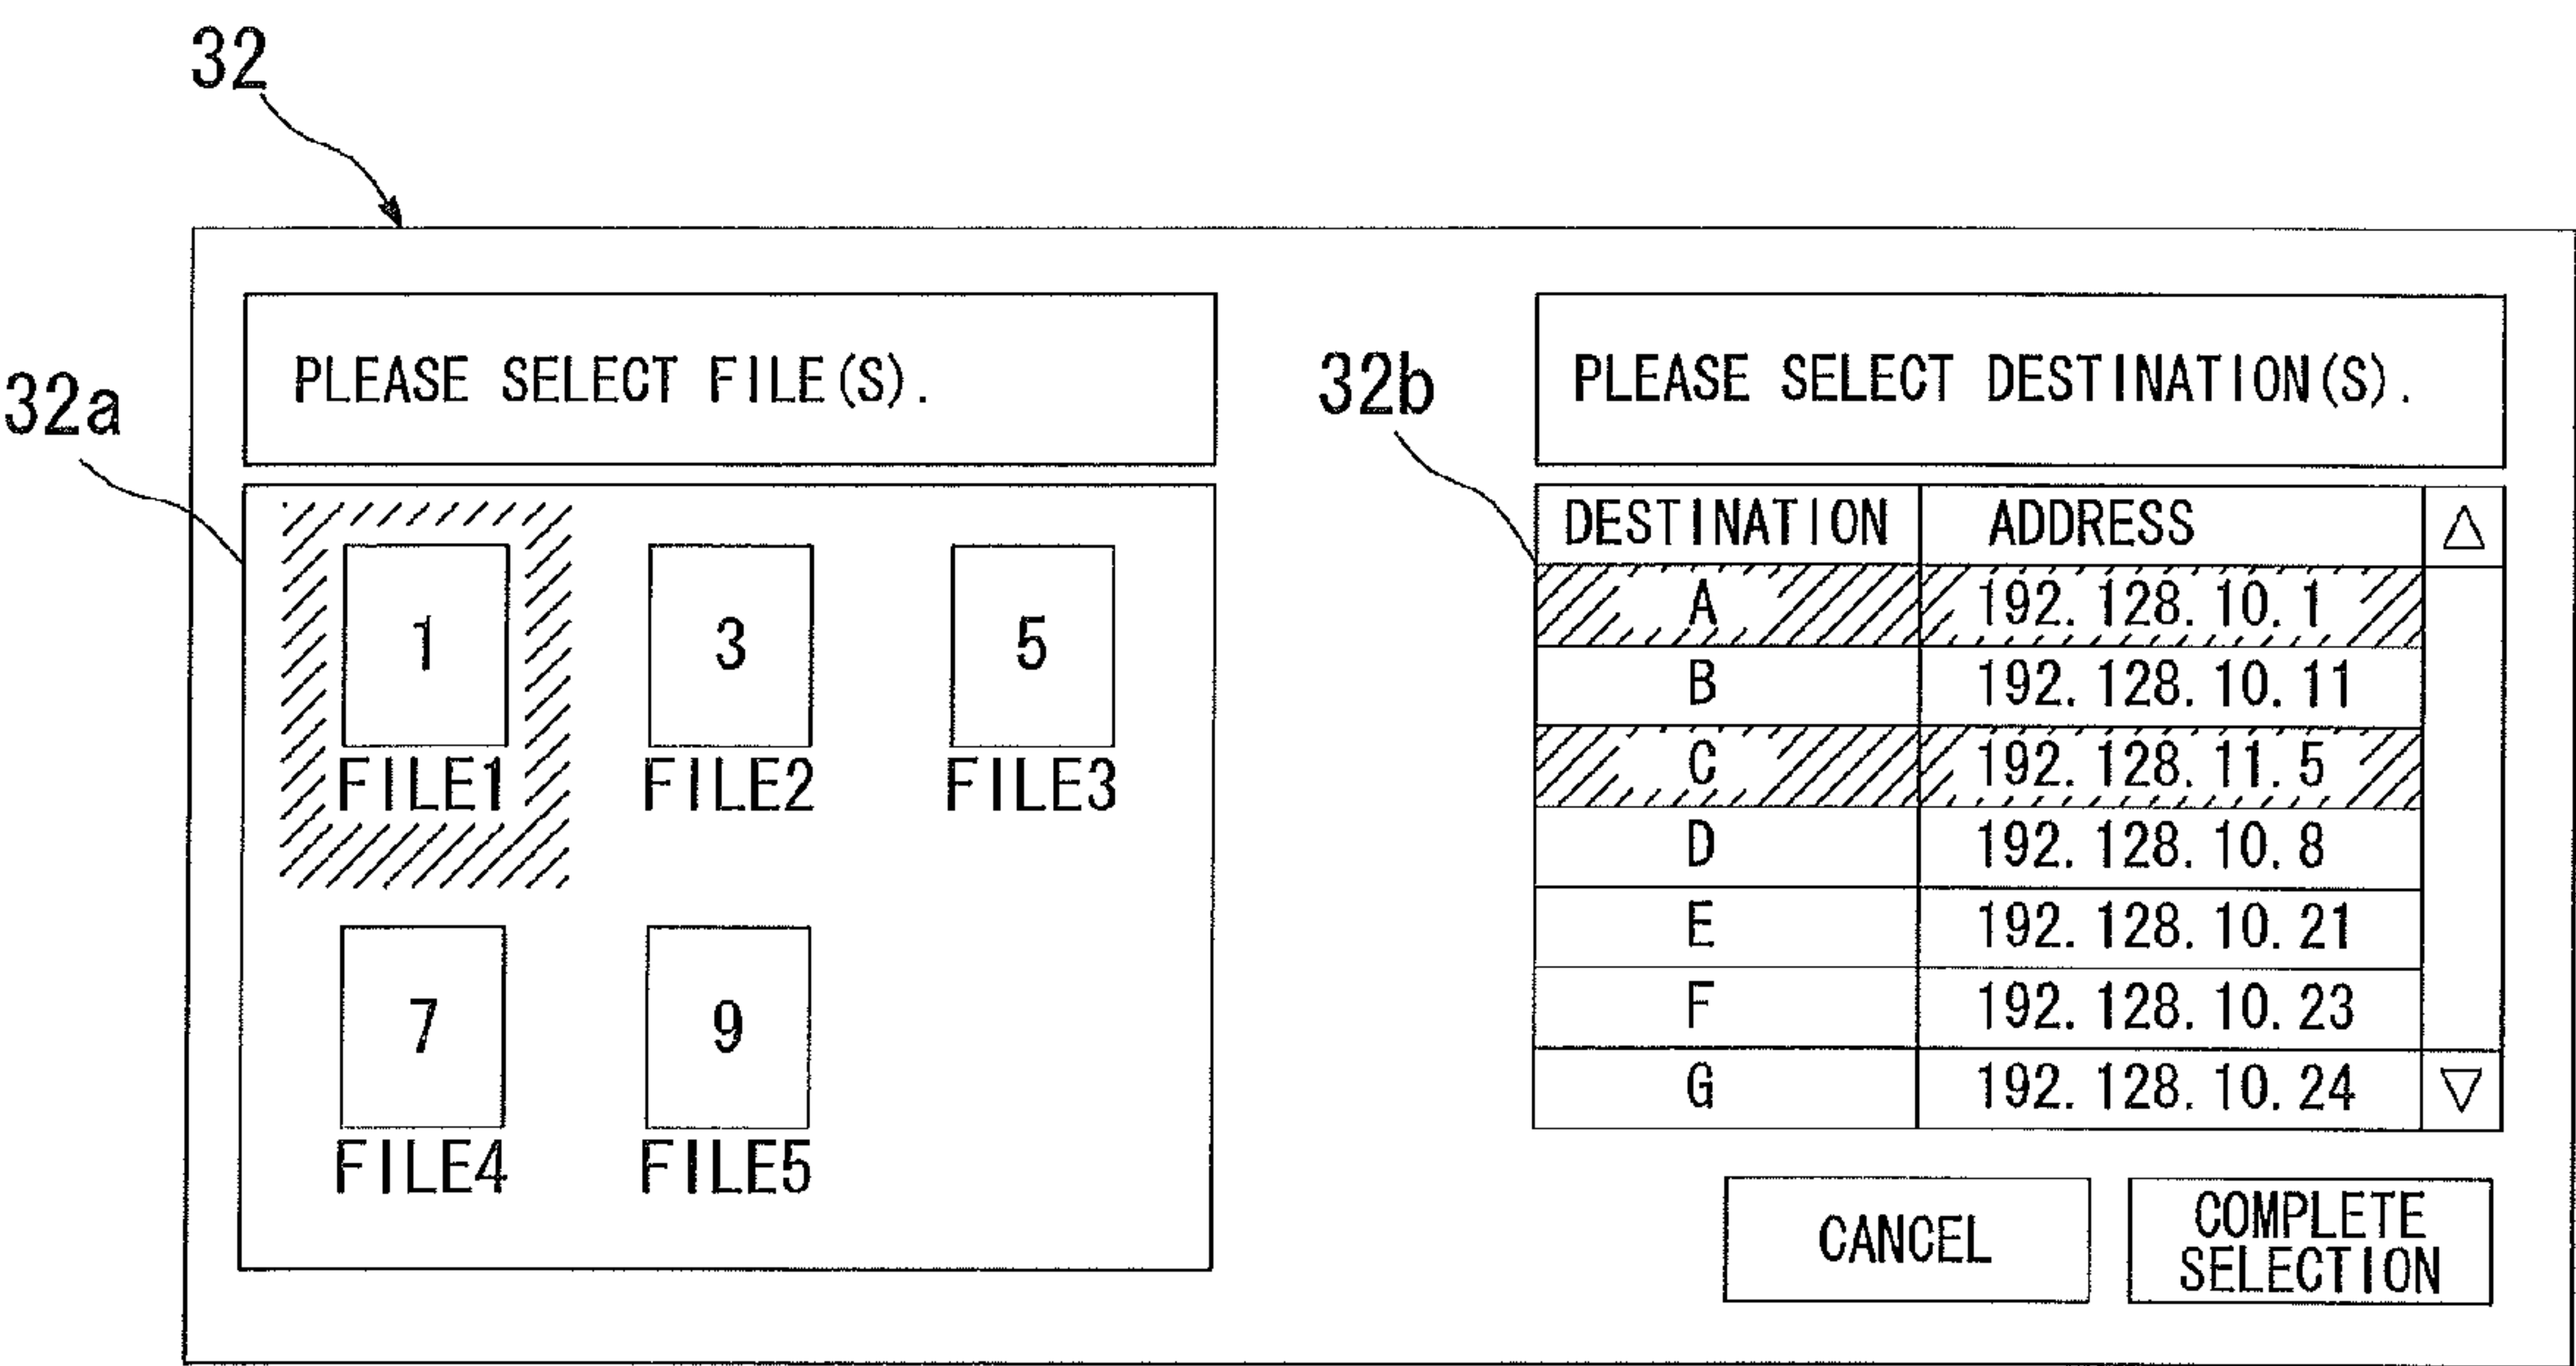 32
PLEASE SELECT FILE(S).
32a
1 3 5
FILE1 FILE2 FILE3
7 9
FILE4 FILE5
32b
PLEASE SELECT DESTINATION(S).
DESTINATION ADDRESS △
A 192.128.10.1
B 192.128.10.11
C 192.128.11.5
D 192.128.10.8
E 192.128.10.21
F 192.128.10.23
G 192.128.10.24 ▽
CANCEL
COMPLETE
SELECTION